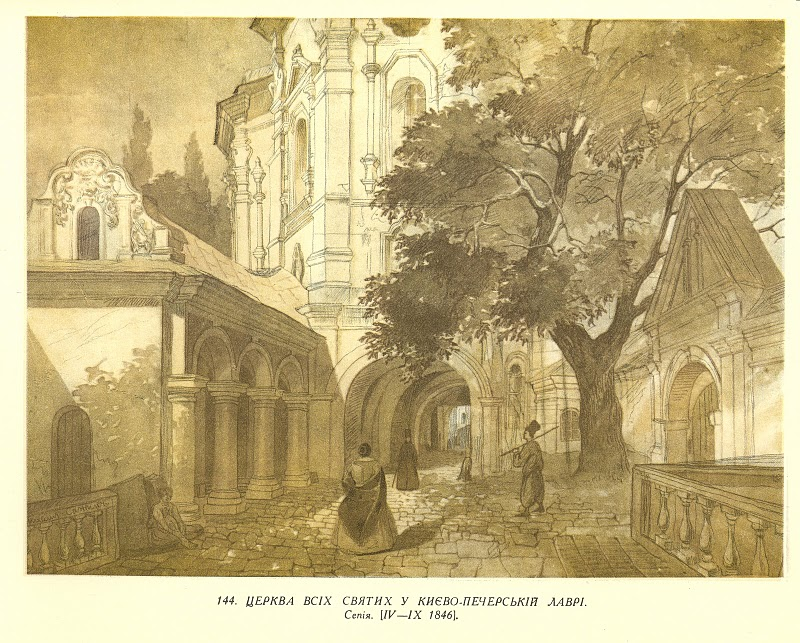 144. ЦЕРКВА ВСІХ СВЯТИХ У КИЄВО-ПЕЧЕРСЬКІЙ ЛАВРІ.
Сепія. [IV—IX 1846].